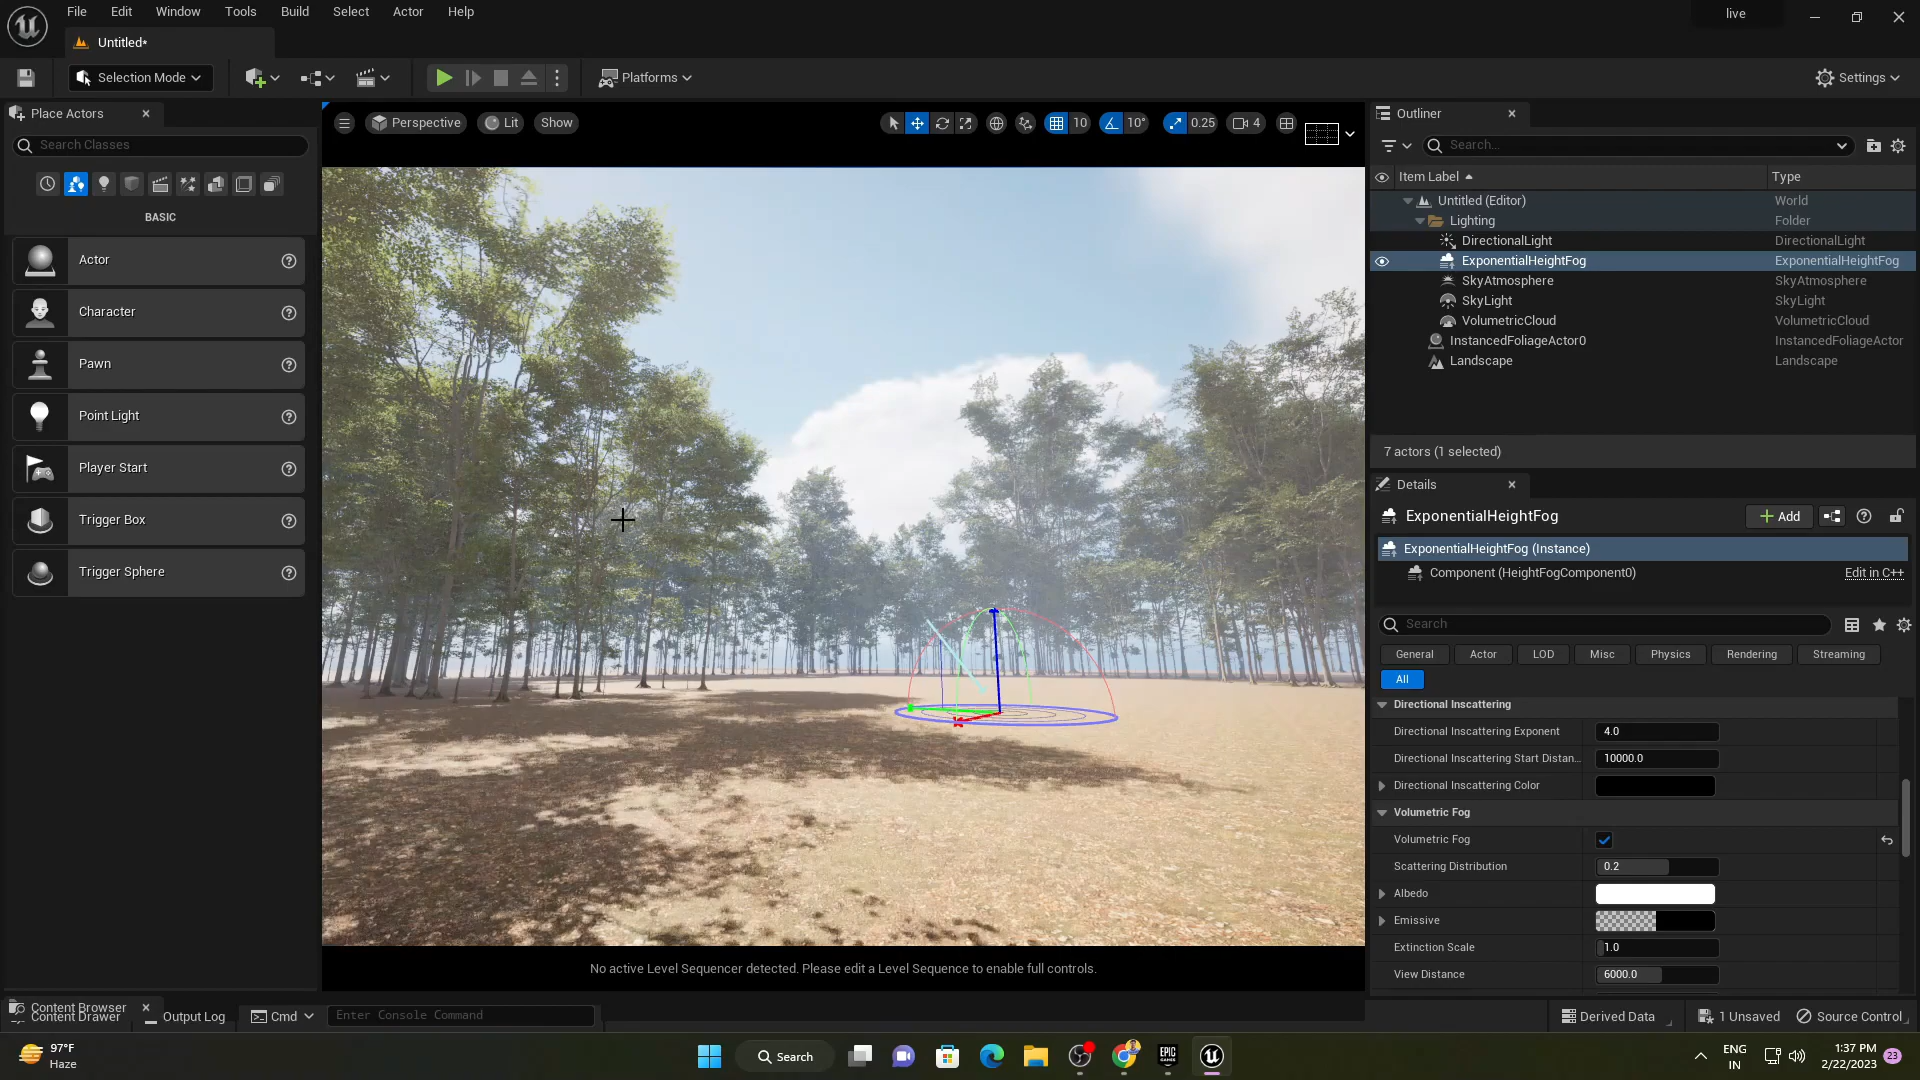 File Edit Window Tools Build Select Actor Help
live
Untitled*
Selection Mode
Platforms
Settings
Place Actors
Search Classes
BASIC
Actor
Character
Pawn
Point Light
Player Start
Trigger Box
Trigger Sphere
Perspective Lit Show
10 10° 0.25 4
No active Level Sequencer detected. Please edit a Level Sequence to enable full controls.
Outliner
Search...
Item Label Type
Untitled (Editor) World
Lighting Folder
DirectionalLight DirectionalLight
ExponentialHeightFog ExponentialHeightFog
SkyAtmosphere SkyAtmosphere
SkyLight SkyLight
VolumetricCloud VolumetricCloud
InstancedFoliageActor0 InstancedFoliageActor
Landscape Landscape
7 actors (1 selected)
Details
ExponentialHeightFog
Add
ExponentialHeightFog (Instance)
Component (HeightFogComponent0) Edit in C++
Search
General Actor LOD Misc Physics Rendering Streaming
All
Directional Inscattering
Directional Inscattering Exponent 4.0
Directional Inscattering Start Distan... 10000.0
Directional Inscattering Color
Volumetric Fog
Volumetric Fog
Scattering Distribution 0.2
Albedo
Emissive
Extinction Scale 1.0
View Distance 6000.0
Content Browser
Content Drawer Output Log Cmd Enter Console Command
Derived Data 1 Unsaved Source Control
97°F
Haze
Search
EPIC GAMES
ENG
IN
1:37 PM
2/22/2023
23